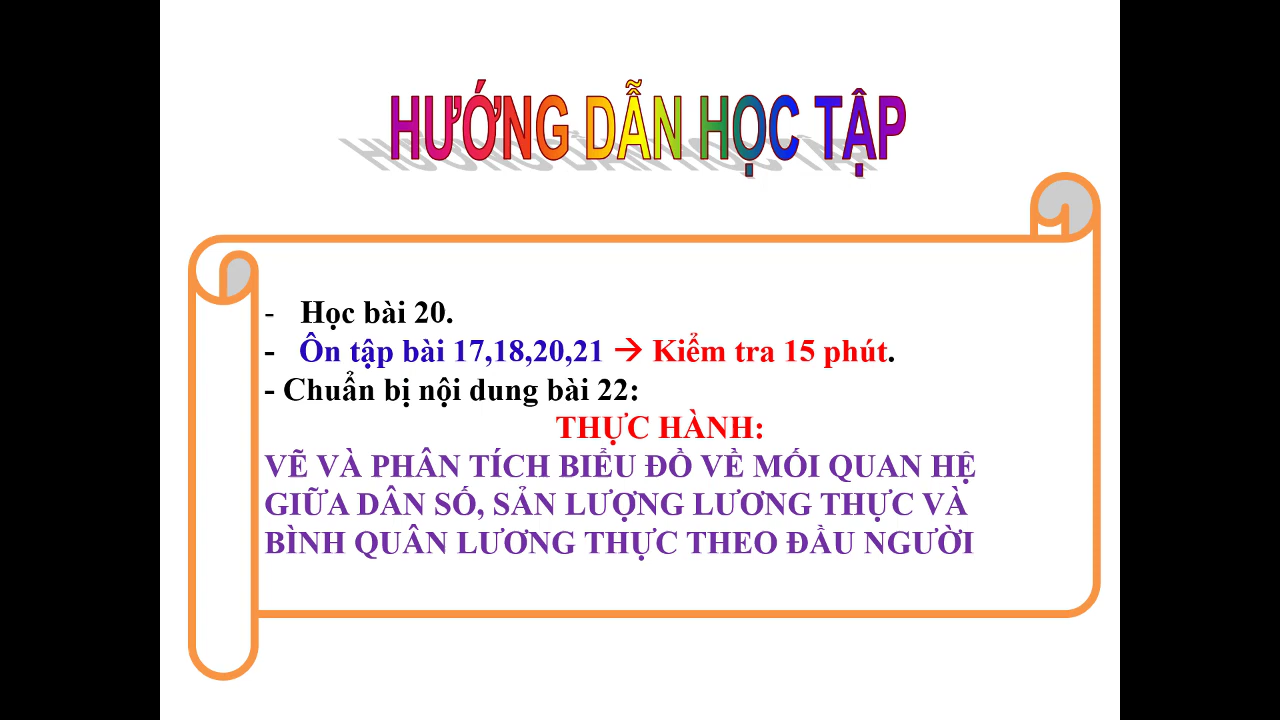 HƯỚNG DẪN HỌC TẬP
- Học bài 20.
- Ôn tập bài 17,18,20,21 → Kiểm tra 15 phút.
- Chuẩn bị nội dung bài 22:
THỰC HÀNH:
VẼ VÀ PHÂN TÍCH BIỂU ĐỒ VỀ MỐI QUAN HỆ
GIỮA DÂN SỐ, SẢN LƯỢNG LƯƠNG THỰC VÀ
BÌNH QUÂN LƯƠNG THỰC THEO ĐẦU NGƯỜI